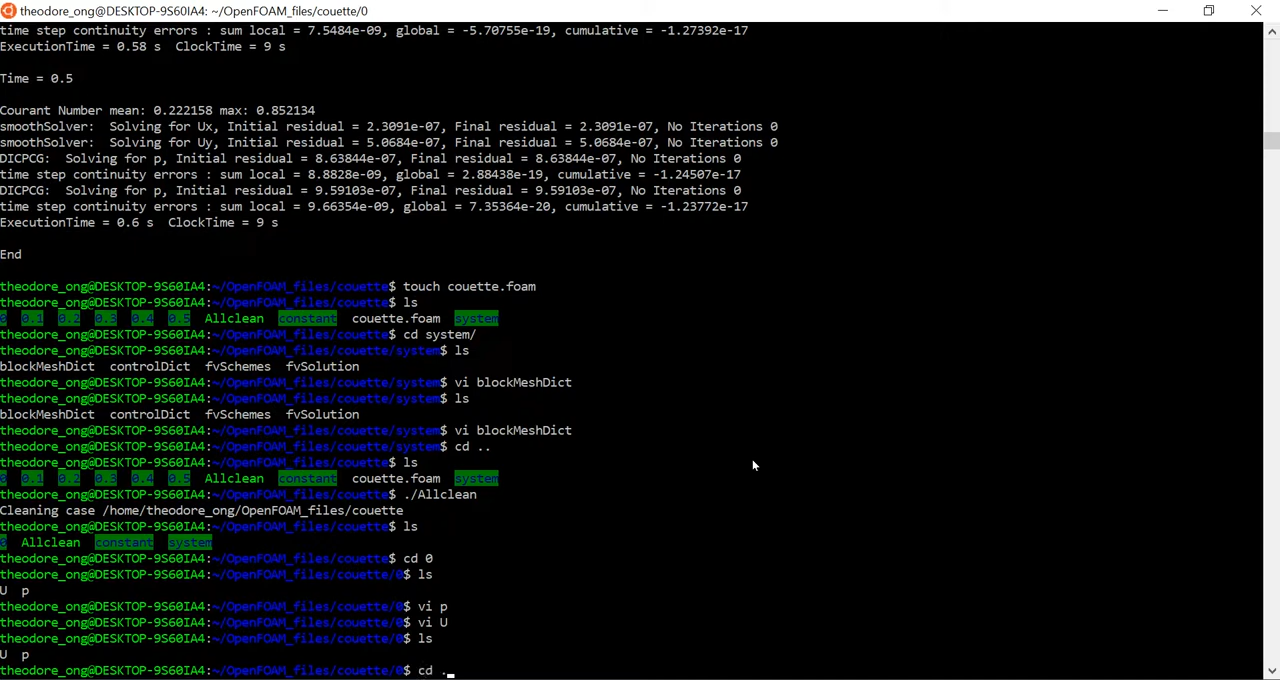 theodore_ong@DESKTOP-9S60IA4: ~/OpenFOAM_files/couette/0
time step continuity errors : sum local = 7.5484e-09, global = -5.70755e-19, cumulative = -1.27392e-17
ExecutionTime = 0.58 s  ClockTime = 9 s
Time = 0.5
Courant Number mean: 0.222158 max: 0.852134
smoothSolver:  Solving for Ux, Initial residual = 2.3091e-07, Final residual = 2.3091e-07, No Iterations 0
smoothSolver:  Solving for Uy, Initial residual = 5.0684e-07, Final residual = 5.0684e-07, No Iterations 0
DICPCG:  Solving for p, Initial residual = 8.63844e-07, Final residual = 8.63844e-07, No Iterations 0
time step continuity errors : sum local = 8.8828e-09, global = 2.88438e-19, cumulative = -1.24507e-17
DICPCG:  Solving for p, Initial residual = 9.59103e-07, Final residual = 9.59103e-07, No Iterations 0
time step continuity errors : sum local = 9.66354e-09, global = 7.35364e-20, cumulative = -1.23772e-17
ExecutionTime = 0.6 s  ClockTime = 9 s
End
theodore_ong@DESKTOP-9S60IA4:~/OpenFOAM_files/couette$ touch couette.foam
theodore_ong@DESKTOP-9S60IA4:~/OpenFOAM_files/couette$ ls
0  0.1  0.2  0.3  0.4  0.5  Allclean  constant  couette.foam  system
theodore_ong@DESKTOP-9S60IA4:~/OpenFOAM_files/couette$ cd system/
theodore_ong@DESKTOP-9S60IA4:~/OpenFOAM_files/couette/system$ ls
blockMeshDict  controlDict  fvSchemes  fvSolution
theodore_ong@DESKTOP-9S60IA4:~/OpenFOAM_files/couette/system$ vi blockMeshDict
theodore_ong@DESKTOP-9S60IA4:~/OpenFOAM_files/couette/system$ ls
blockMeshDict  controlDict  fvSchemes  fvSolution
theodore_ong@DESKTOP-9S60IA4:~/OpenFOAM_files/couette/system$ vi blockMeshDict
theodore_ong@DESKTOP-9S60IA4:~/OpenFOAM_files/couette/system$ cd ..
theodore_ong@DESKTOP-9S60IA4:~/OpenFOAM_files/couette$ ls
0  0.1  0.2  0.3  0.4  0.5  Allclean  constant  couette.foam  system
theodore_ong@DESKTOP-9S60IA4:~/OpenFOAM_files/couette$ ./Allclean
Cleaning case /home/theodore_ong/OpenFOAM_files/couette
theodore_ong@DESKTOP-9S60IA4:~/OpenFOAM_files/couette$ ls
0  Allclean  constant  system
theodore_ong@DESKTOP-9S60IA4:~/OpenFOAM_files/couette$ cd 0
theodore_ong@DESKTOP-9S60IA4:~/OpenFOAM_files/couette/0$ ls
U  p
theodore_ong@DESKTOP-9S60IA4:~/OpenFOAM_files/couette/0$ vi p
theodore_ong@DESKTOP-9S60IA4:~/OpenFOAM_files/couette/0$ vi U
theodore_ong@DESKTOP-9S60IA4:~/OpenFOAM_files/couette/0$ ls
U  p
theodore_ong@DESKTOP-9S60IA4:~/OpenFOAM_files/couette/0$ cd .